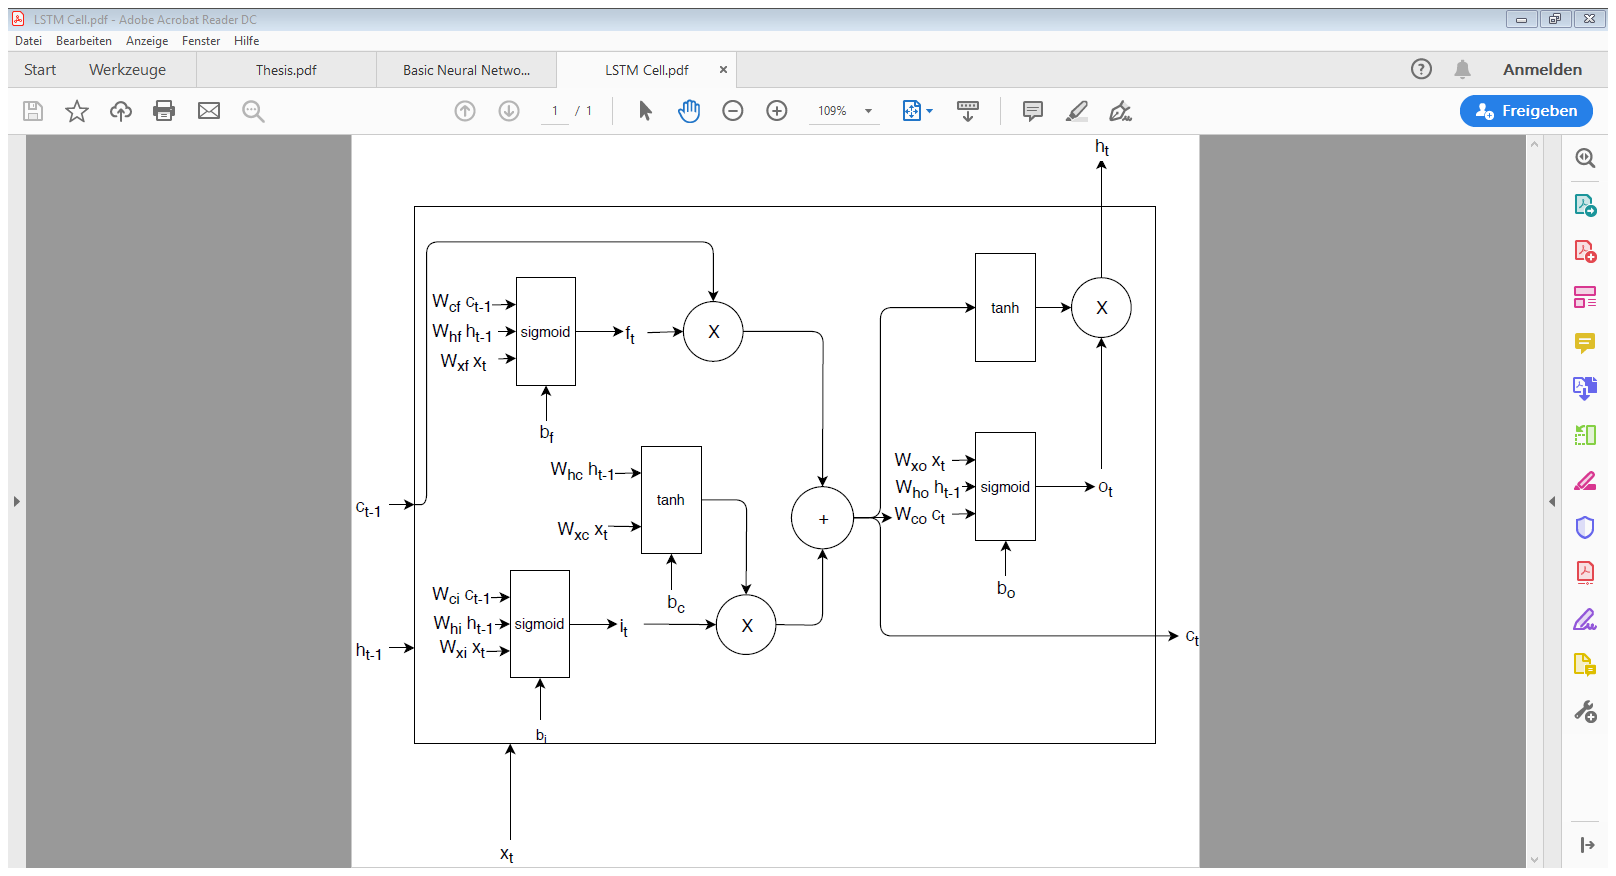 LSTM Cell.pdf - Adobe Acrobat Reader DC
Datei Bearbeiten Anzeige Fenster Hilfe
Start Werkzeuge Thesis.pdf Basic Neural Netwo... LSTM Cell.pdf Anmelden
1 / 1 109% Freigeben
ht
Wcf ct-1
Whf ht-1
Wxf xt
sigmoid
ft
X
bf
tanh
X
Whc ht-1
Wxc xt
tanh
bc
ct-1
+
Wxo xt
Who ht-1
Wco ct
sigmoid
ot
bo
Wci ct-1
Whi ht-1
Wxi xt
sigmoid
it
X
bi
ht-1
ct
xt